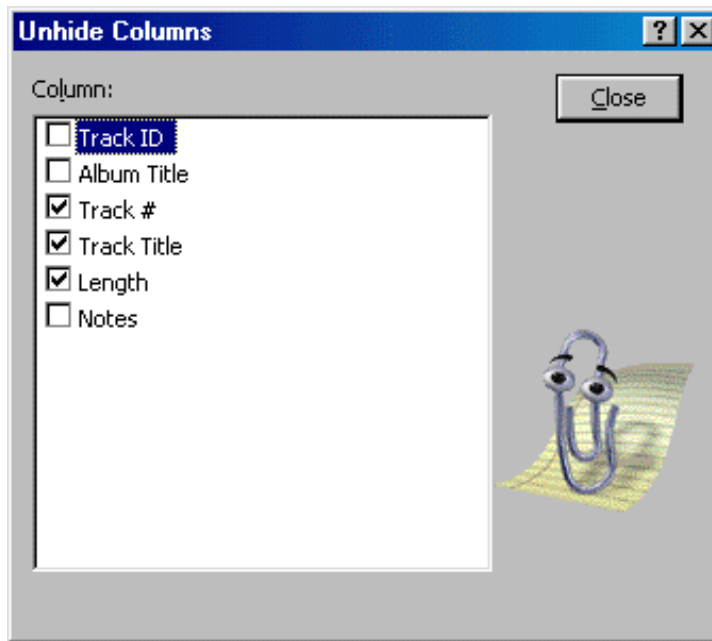 Unhide Columns
Column:
Close
Track ID
Album Title
Track #
Track Title
Length
Notes